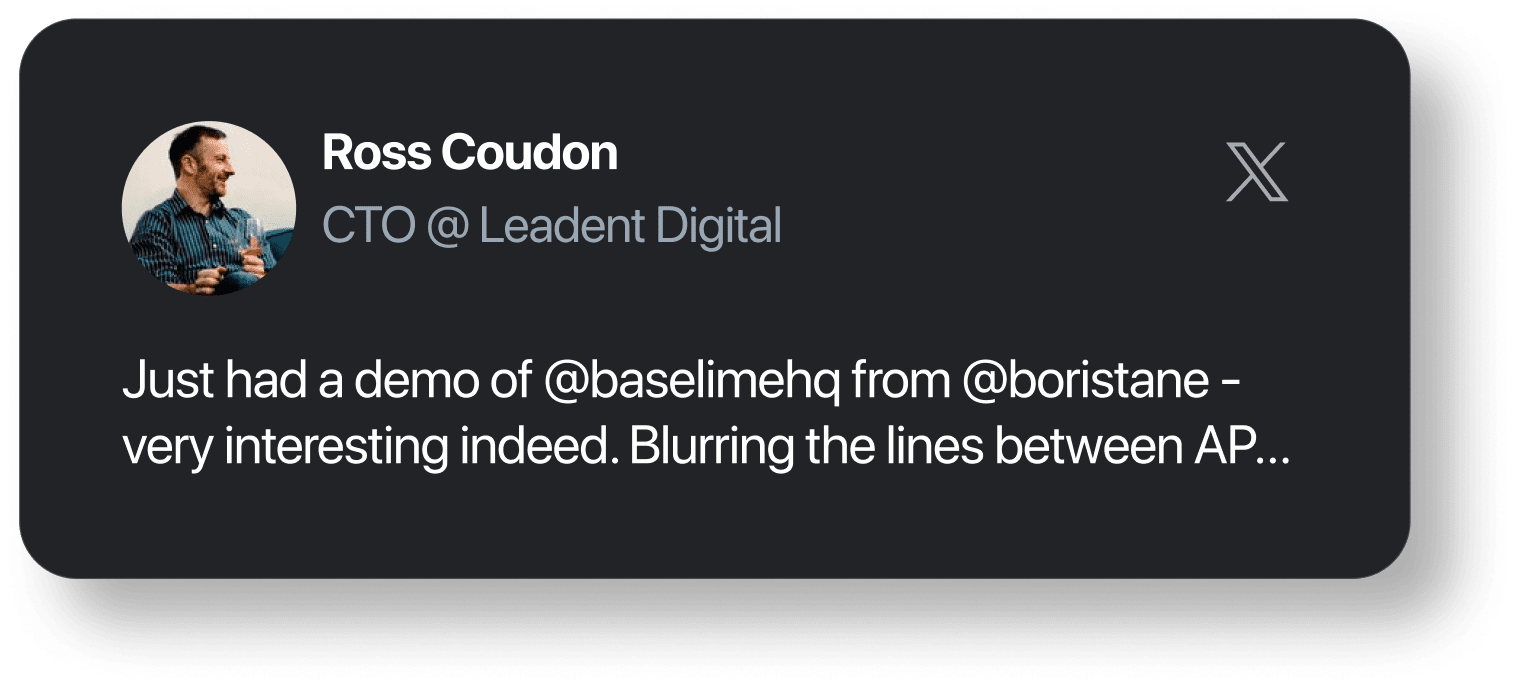 Ross Coudon
CTO @ Leadent Digital
Just had a demo of @baselimehq from @boristane -
very interesting indeed. Blurring the lines between AP...